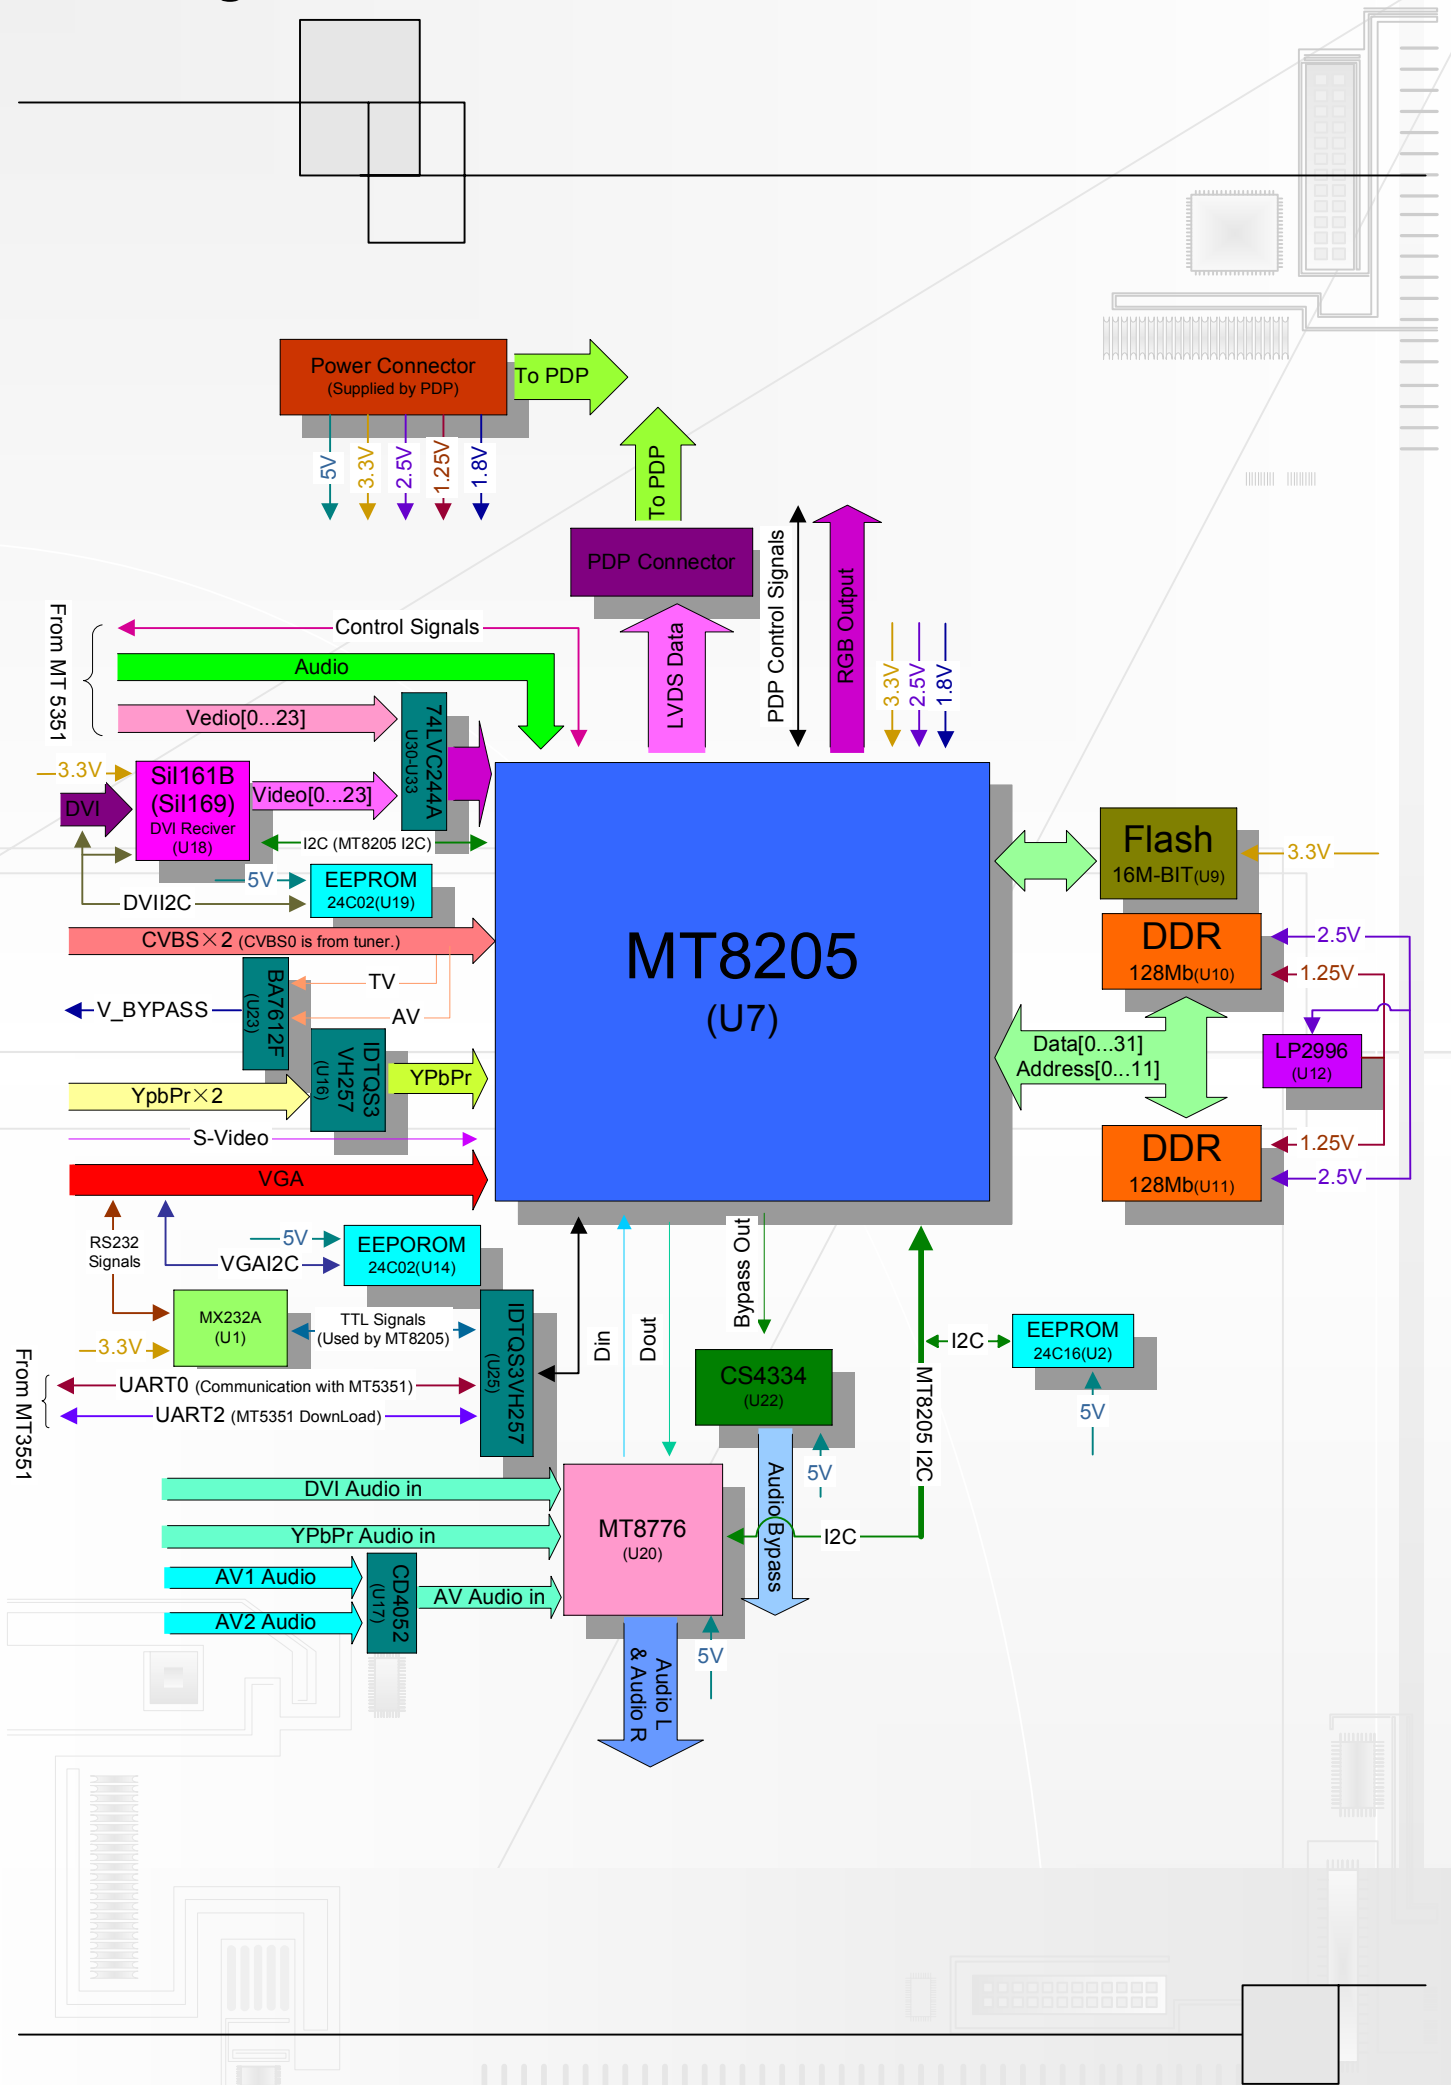 Power Connector
(Supplied by PDP)
To PDP
5V
3.3V
2.5V
1.25V
1.8V
To PDP
PDP Connector
LVDS Data
PDP Control Signals
RGB Output
3.3V
2.5V
1.8V
From MT 5351
Control Signals
Audio
Vedio[0...23]
74LVC244A
U30-U33
3.3V
DVI
SiI161B
(SiI169)
DVI Reciver
(U18)
Video[0...23]
I2C (MT8205 I2C)
5V
EEPROM
24C02(U19)
DVII2C
CVBS×2 (CVBS0 is from tuner.)
TV
AV
BA7612F
(U23)
V_BYPASS
IDTQS3
VH257
(U16)
YPbPr
YpbPr×2
S-Video
VGA
MT8205
(U7)
Flash
16M-BIT(U9)
3.3V
DDR
128Mb(U10)
2.5V
1.25V
Data[0...31]
Address[0...11]
LP2996
(U12)
DDR
128Mb(U11)
1.25V
2.5V
RS232
Signals
5V
VGAI2C
EEPOROM
24C02(U14)
MX232A
(U1)
3.3V
TTL Signals
(Used by MT8205)
IDTQS3VH257
(U25)
From MT3551
UART0 (Communication with MT5351)
UART2 (MT5351 DownLoad)
Din
Dout
Bypass Out
CS4334
(U22)
5V
Audio Bypass
MT8205 I2C
I2C
EEPROM
24C16(U2)
5V
I2C
DVI Audio in
YPbPr Audio in
AV1 Audio
AV2 Audio
CD4052
(U17)
AV Audio in
MT8776
(U20)
5V
Audio L
& Audio R